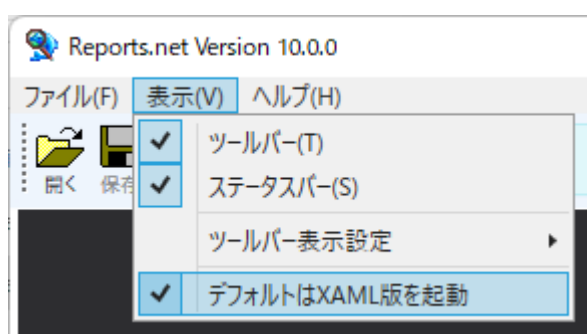 Reports.net Version 10.0.0
ファイル(F) 表示(V) ヘルプ(H)
ツールバー(T)
開く 保存
ステータスバー(S)
ツールバー表示設定
デフォルトはXAML版を起動